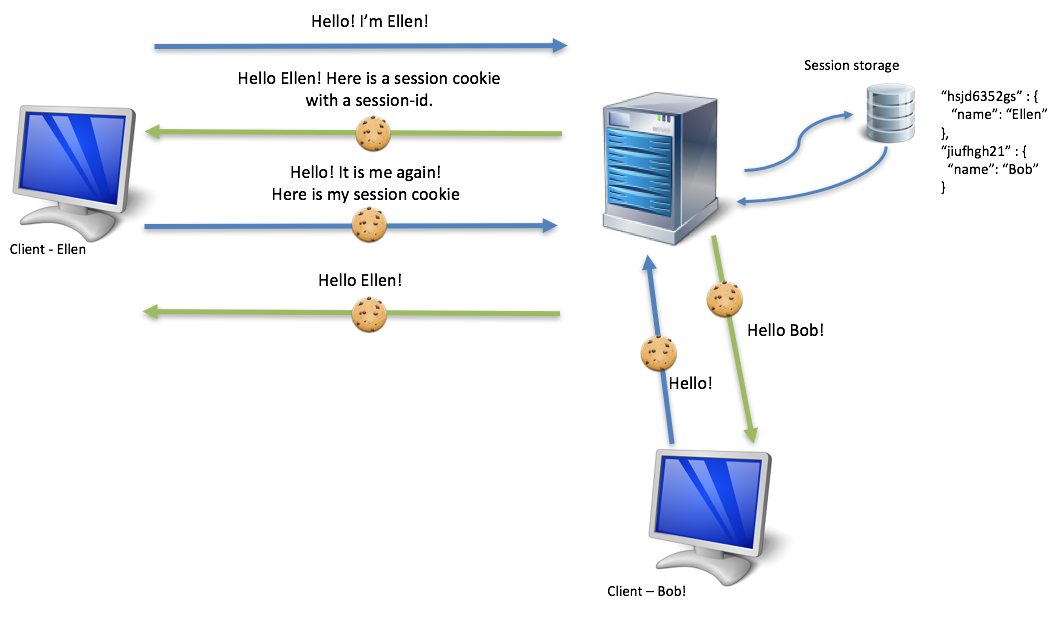 Hello! I’m Ellen!
Hello Ellen! Here is a session cookie
with a session-id.
Hello! It is me again!
Here is my session cookie
Client - Ellen
Hello Ellen!
Session storage
“hsjd6352gs” : {
“name”: “Ellen”
},
“jiufhgh21” : {
“name”: “Bob”
}
Hello Bob!
Hello!
Client – Bob!